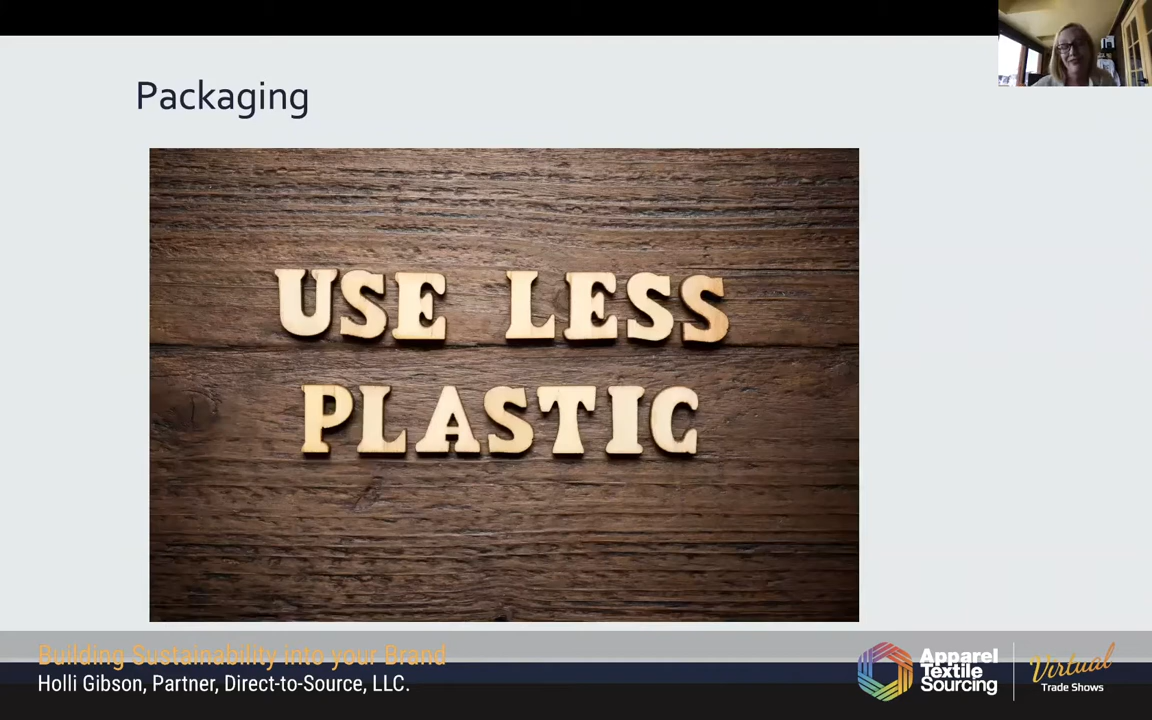 Packaging
USE LESS
PLASTIC
Building Sustainability into your Brand
Holli Gibson, Partner, Direct-to-Source, LLC.
Apparel
Textile
Sourcing
Virtual
Trade Shows